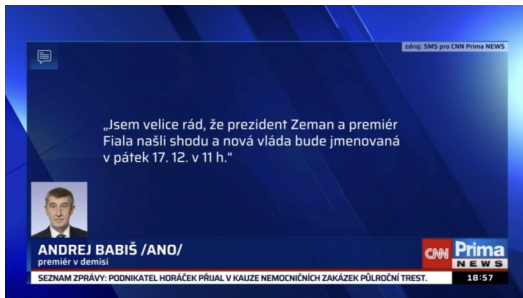 zdroj: SMS pro CNN Prima NEWS
„Jsem velice rád, že prezident Zeman a premiér
Fiala našli shodu a nová vláda bude jmenovaná
v pátek 17. 12. v 11 h.“
ANDREJ BABIŠ /ANO/
premiér v demisi
CNN Prima
NEWS
SEZNAM ZPRÁVY: PODNIKATEL HORÁČEK PŘIJAL V KAUZE NEMOCNIČNÍCH ZAKÁZEK PŮLROČNÍ TREST.
18:57